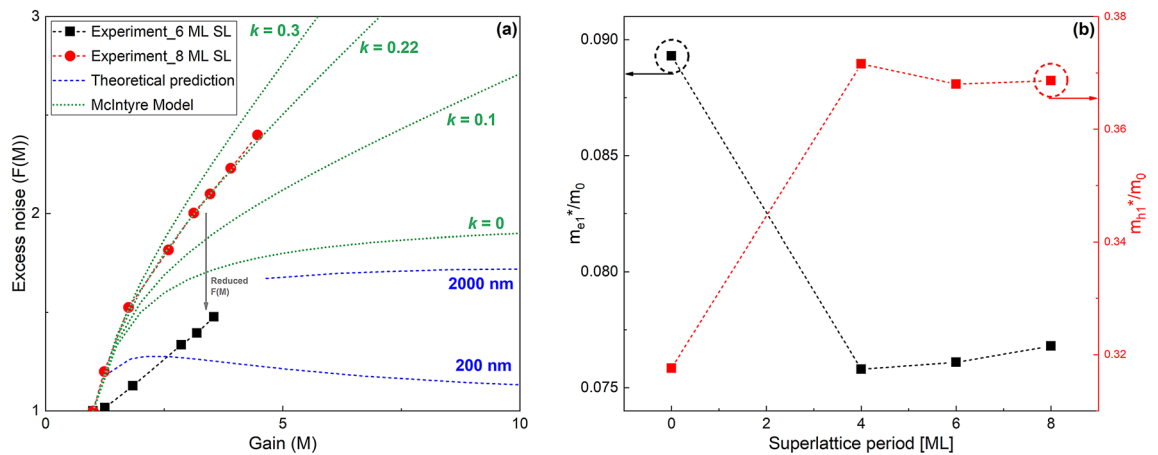 (a)
Experiment_6 ML SL
Experiment_8 ML SL
Theoretical prediction
McIntyre Model
k = 0.3
k = 0.22
k = 0.1
k = 0
2000 nm
200 nm
Reduced
F(M)
Excess noise (F(M))
3
2
1
0
5
10
Gain (M)
(b)
0.090
0.085
0.080
0.075
m_e1*/m_0
0.38
0.36
0.34
0.32
m_h1*/m_0
0
2
4
6
8
Superlattice period [ML]